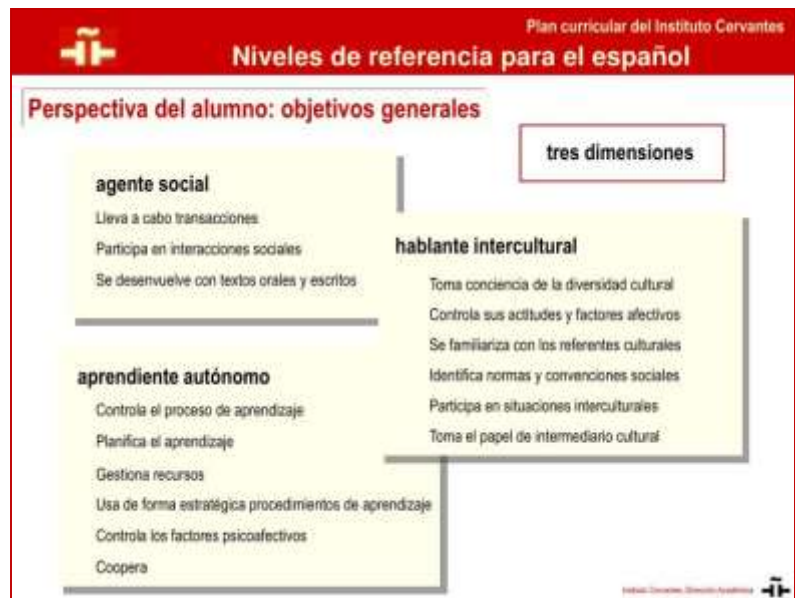 Plan curricular del Instituto Cervantes
Niveles de referencia para el español
Perspectiva del alumno: objetivos generales
tres dimensiones
agente social
Lleva a cabo transacciones
Participa en interacciones sociales
Se desenvuelve con textos orales y escritos
hablante intercultural
Toma conciencia de la diversidad cultural
Controla sus actitudes y factores afectivos
Se familiariza con los referentes culturales
Identifica normas y convenciones sociales
Participa en situaciones interculturales
Toma el papel de intermediario cultural
aprendiente autónomo
Controla el proceso de aprendizaje
Planifica el aprendizaje
Gestiona recursos
Usa de forma estratégica procedimientos de aprendizaje
Controla los factores psicoafectivos
Coopera
Instituto Cervantes. Dirección Académica